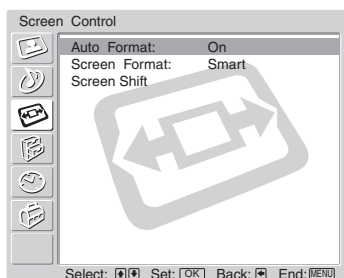 Screen Control
Auto Format: On
Screen Format: Smart
Screen Shift
Select: Set: OK Back: End: MENU